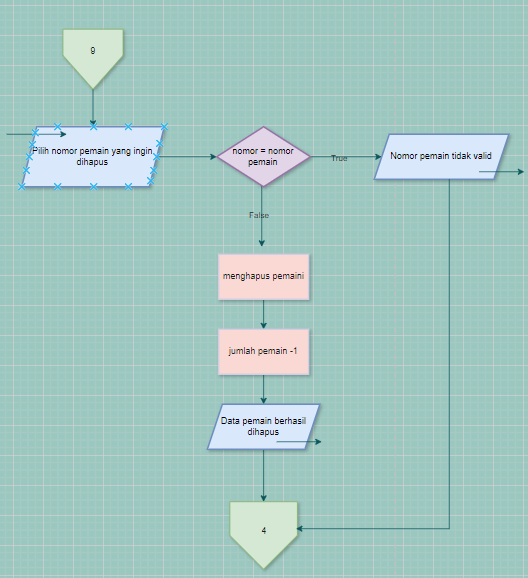 9
Pilih nomor pemain yang ingin
dihapus
nomor = nomor
pemain
True
Nomor pemain tidak valid
False
menghapus pemaini
jumlah pemain -1
Data pemain berhasil
dihapus
4